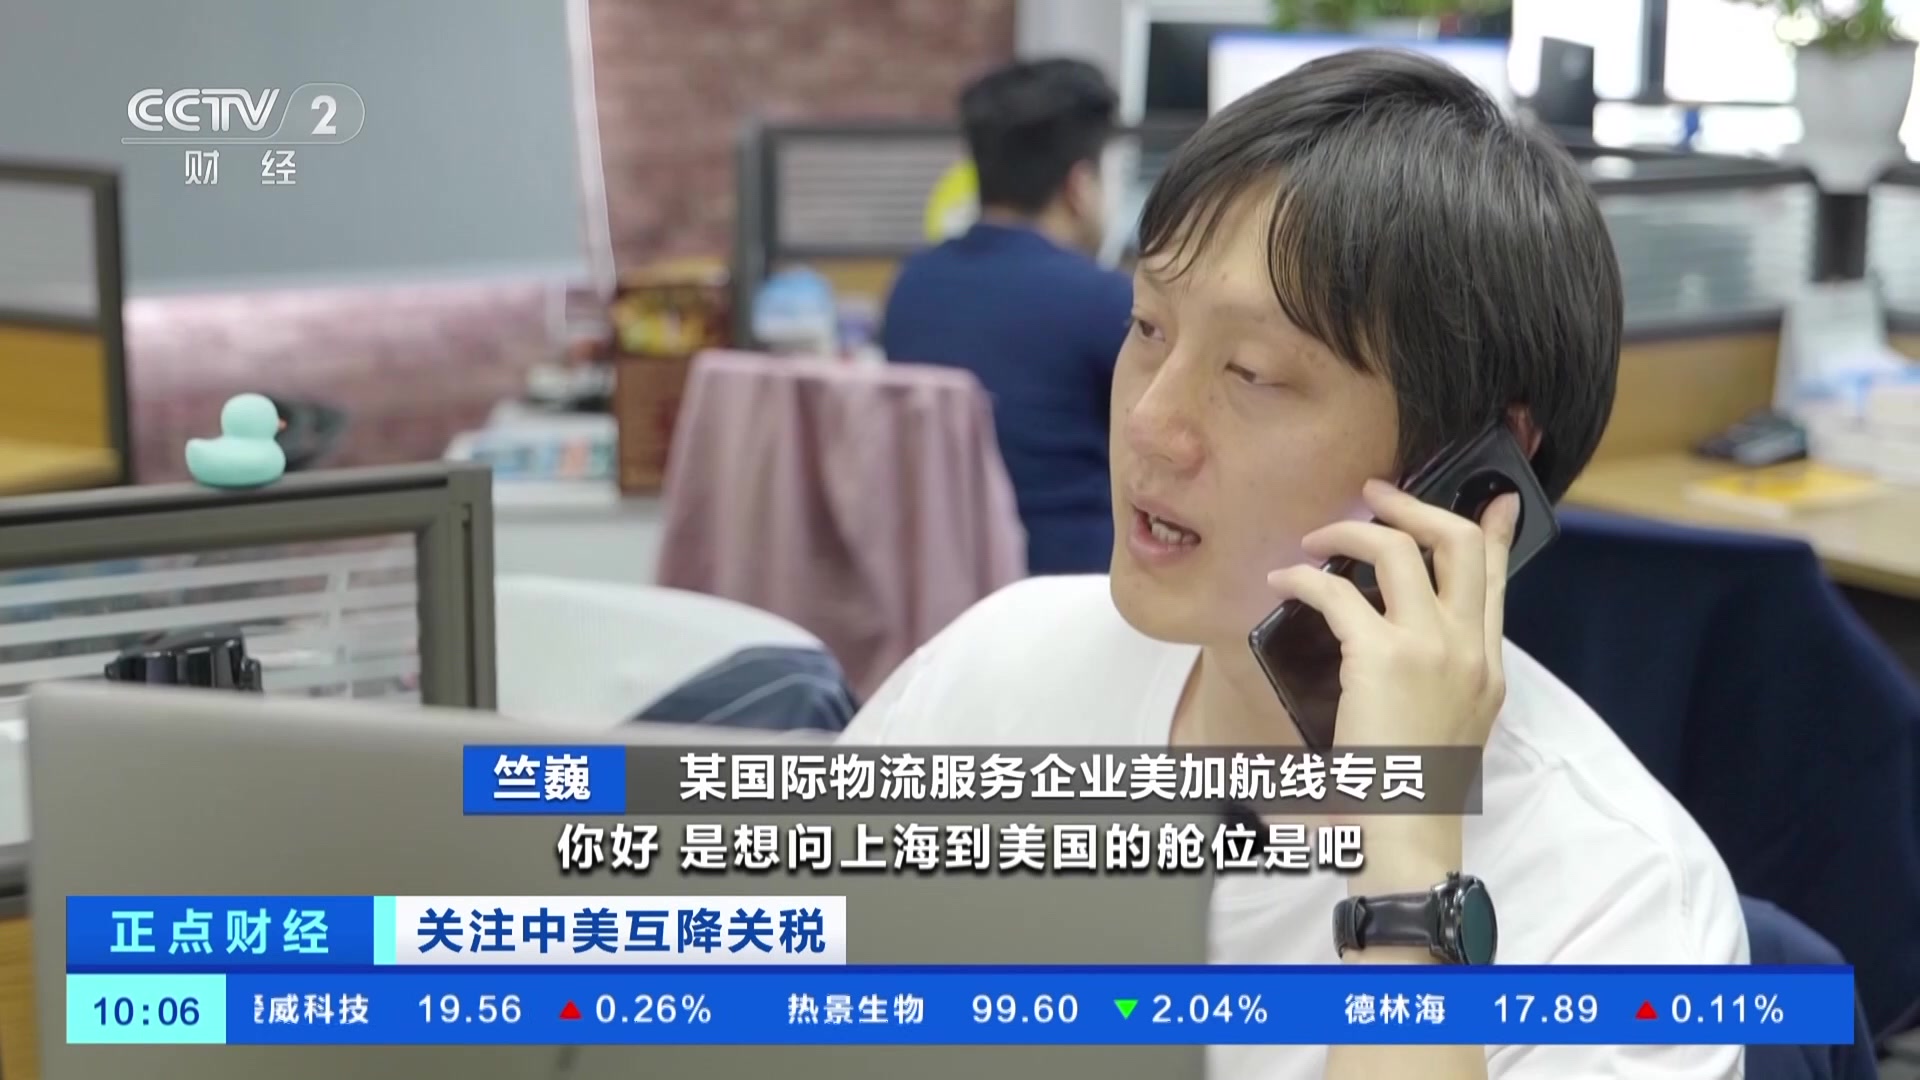 CCTV 2
财 经
竺巍 某国际物流服务企业美加航线专员
你好 是想问上海到美国的舱位是吧
正点财经 关注中美互降关税
10:06 威科技 19.56 ▲ 0.26% 热景生物 99.60 ▼ 2.04% 德林海 17.89 ▲ 0.11%